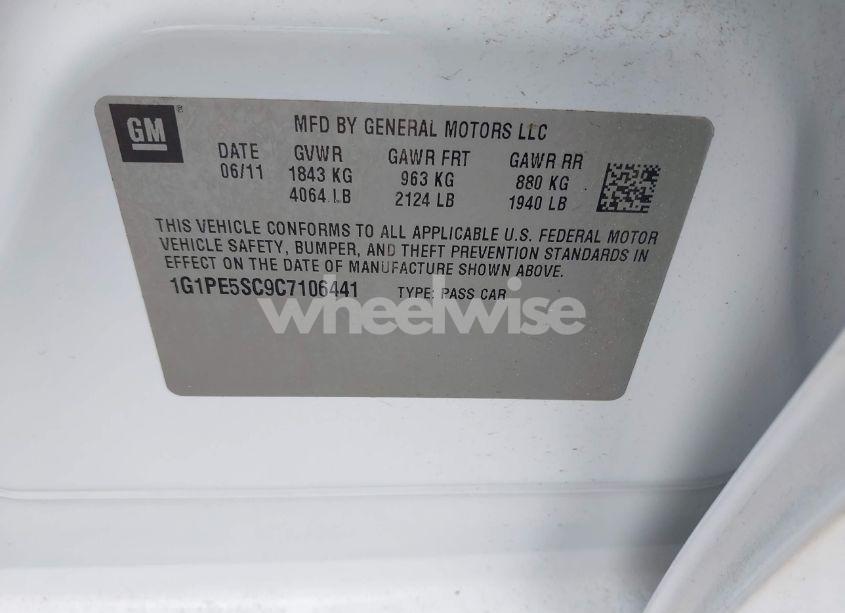 GM
MFD BY GENERAL MOTORS LLC
DATE GVWR GAWR FRT GAWR RR
06/11 1843 KG 963 KG 880 KG
4064 LB 2124 LB 1940 LB
THIS VEHICLE CONFORMS TO ALL APPLICABLE U.S. FEDERAL MOTOR
VEHICLE SAFETY, BUMPER, AND THEFT PREVENTION STANDARDS IN
EFFECT ON THE DATE OF MANUFACTURE SHOWN ABOVE.
1G1PE5SC9C7106441 TYPE: PASS CAR
wheelwise